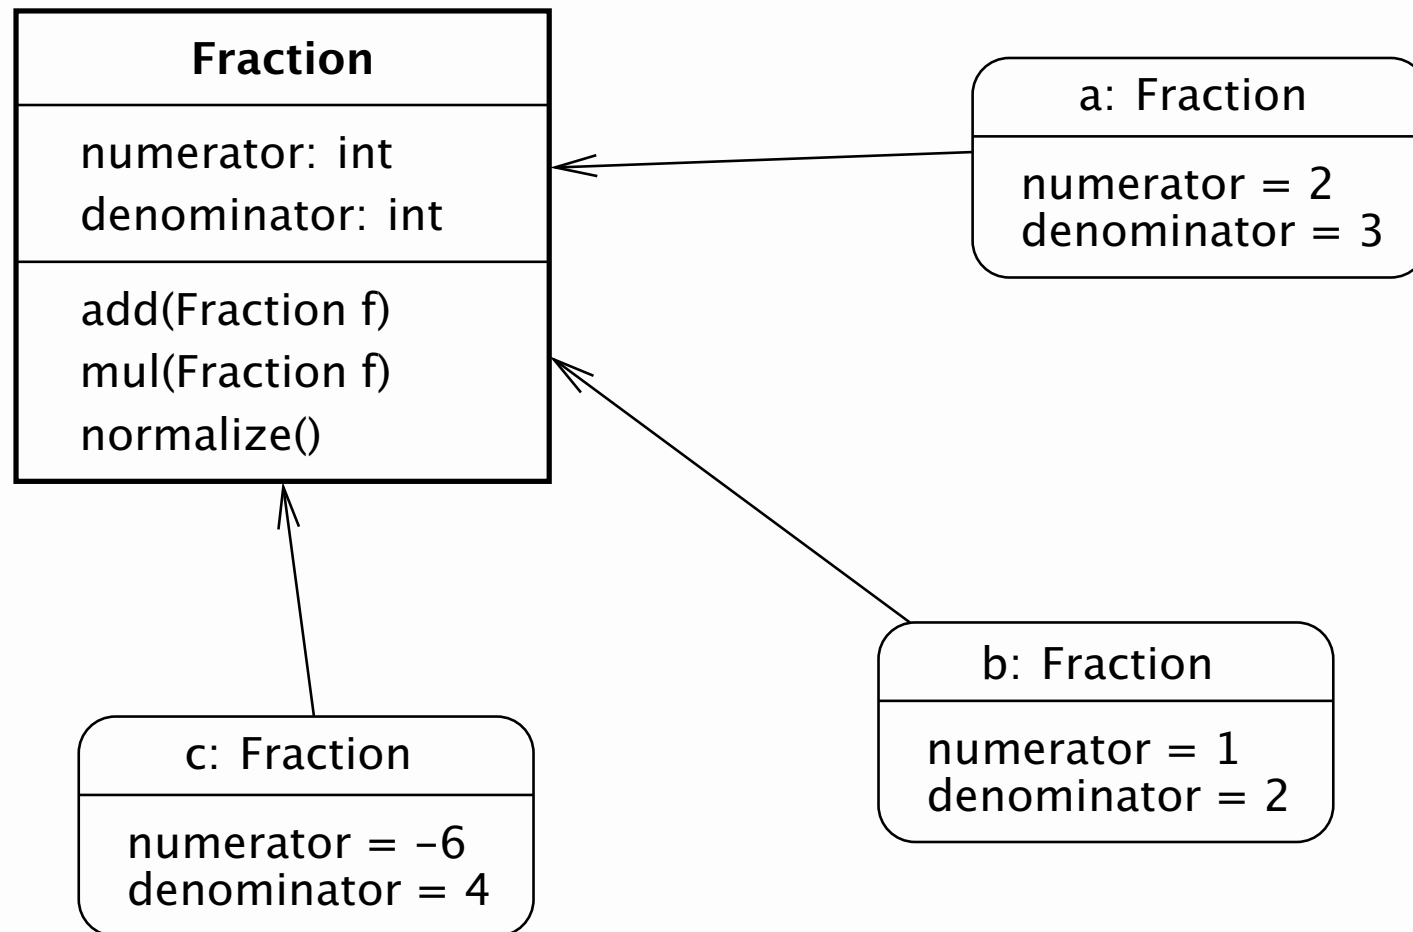 Fraction
numerator: int
denominator: int
add(Fraction f)
mul(Fraction f)
normalize()
a: Fraction
numerator = 2
denominator = 3
b: Fraction
numerator = 1
denominator = 2
c: Fraction
numerator = –6
denominator = 4